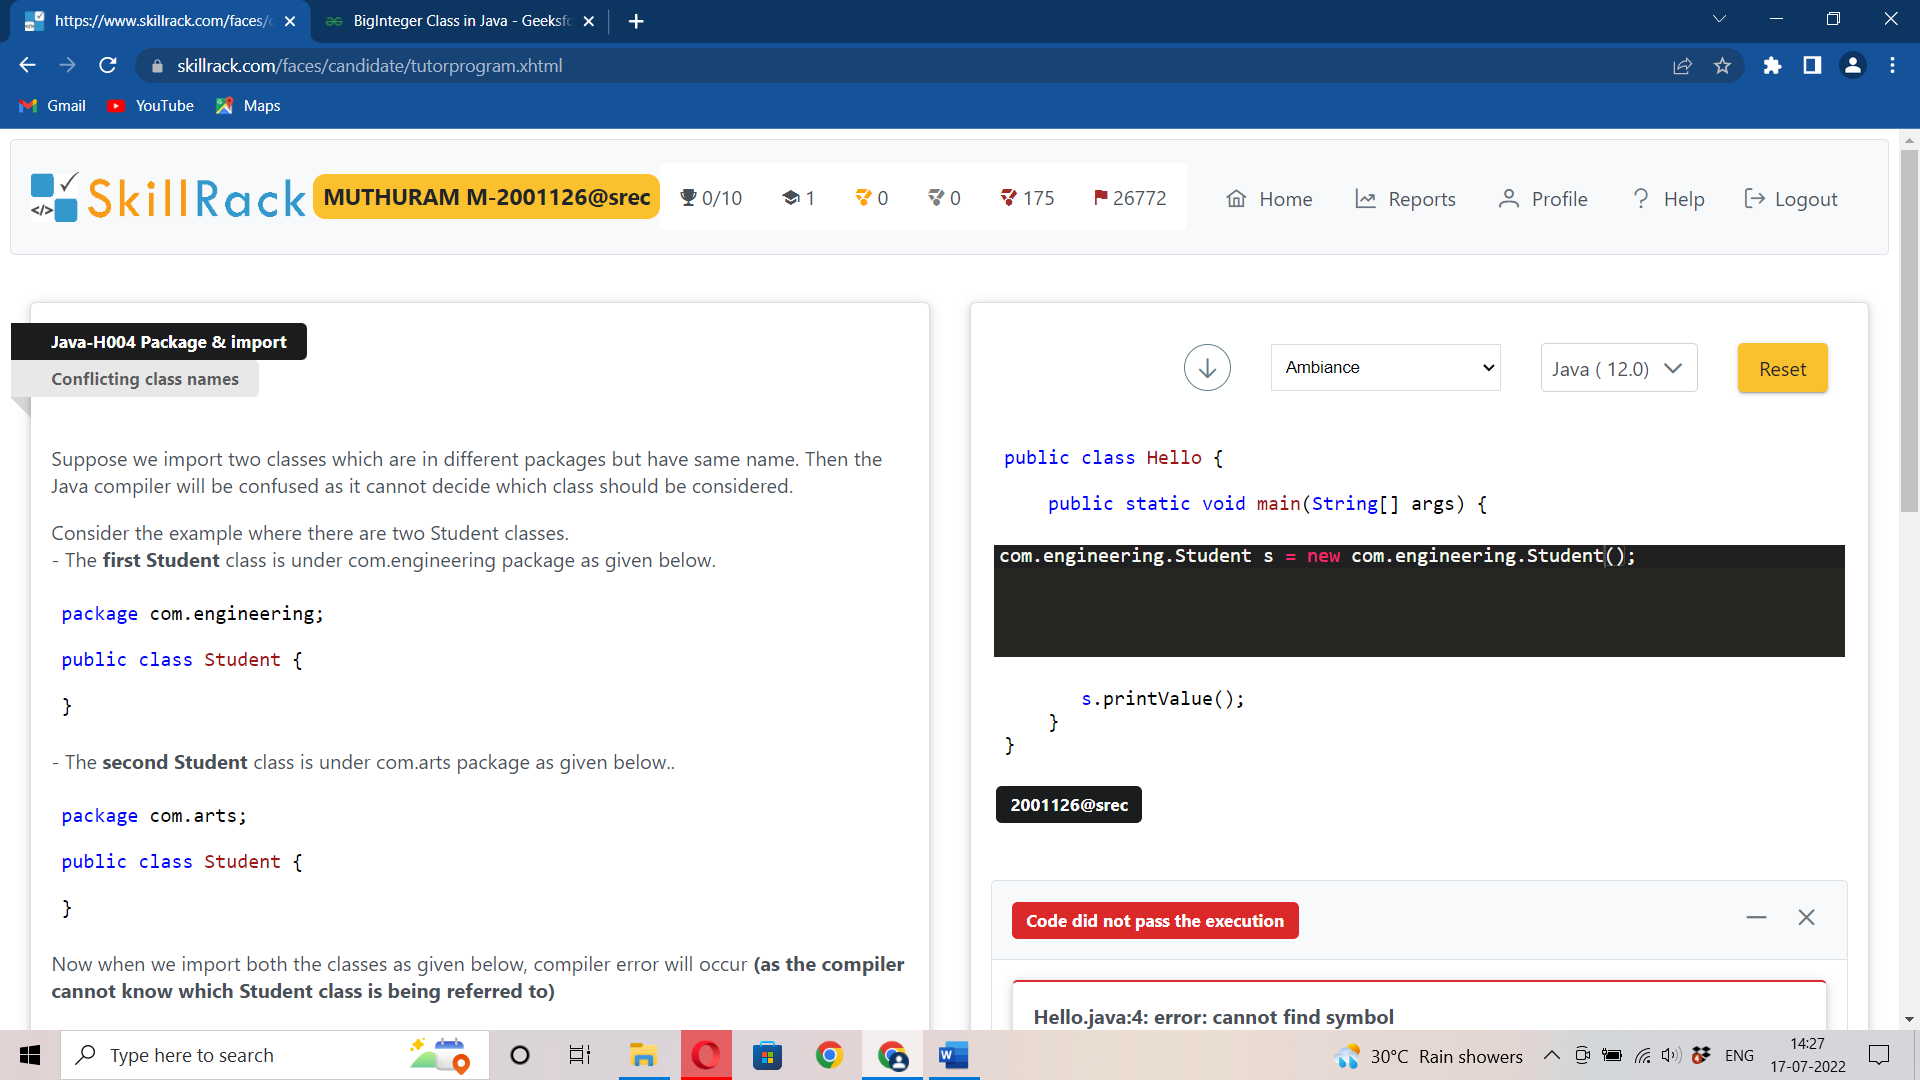 https://www.skillrack.com/faces/c
BigInteger Class in Java - Geeksfo
skillrack.com/faces/candidate/tutorprogram.xhtml
Gmail YouTube Maps
SkillRack MUTHURAM M-2001126@srec 0/10 1 0 0 175 26772 Home Reports Profile Help Logout
Java-H004 Package & import
Conflicting class names
Suppose we import two classes which are in different packages but have same name. Then the
Java compiler will be confused as it cannot decide which class should be considered.
Consider the example where there are two Student classes.
- The first Student class is under com.engineering package as given below.
package com.engineering;
public class Student {
}
- The second Student class is under com.arts package as given below..
package com.arts;
public class Student {
}
Now when we import both the classes as given below, compiler error will occur (as the compiler
cannot know which Student class is being referred to)
Ambiance Java ( 12.0) Reset
public class Hello {
public static void main(String[] args) {
com.engineering.Student s = new com.engineering.Student();
s.printValue();
}
}
2001126@srec
Code did not pass the execution
Hello.java:4: error: cannot find symbol
Type here to search
30°C Rain showers
ENG
14:27
17-07-2022